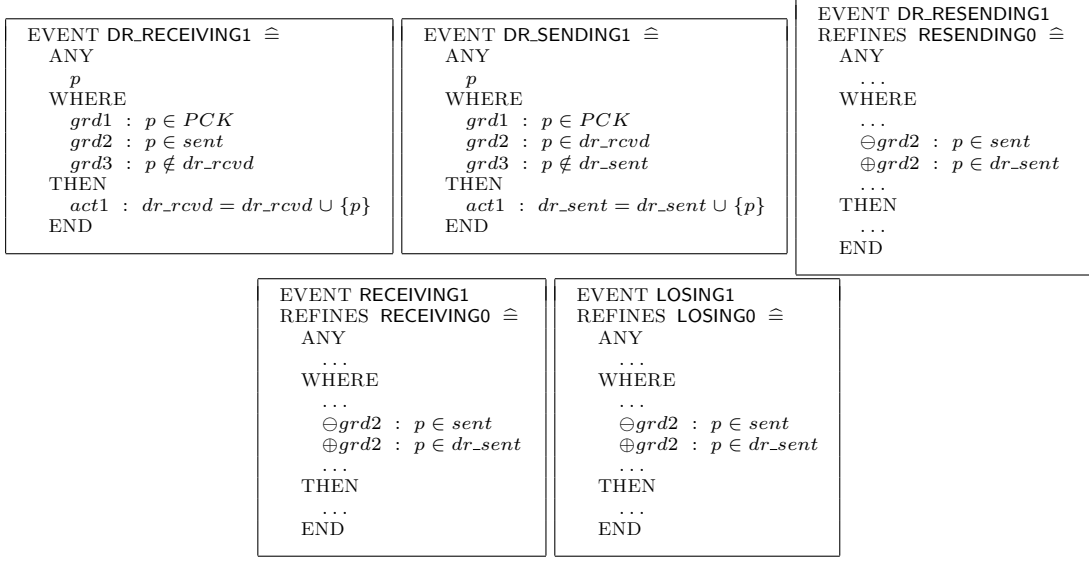 EVENT DR_RECEIVING1 ≙
ANY
p
WHERE
grd1 : p ∈ PCK
grd2 : p ∈ sent
grd3 : p ∉ dr_rcvd
THEN
act1 : dr_rcvd = dr_rcvd ∪ {p}
END
EVENT DR_SENDING1 ≙
ANY
p
WHERE
grd1 : p ∈ PCK
grd2 : p ∈ dr_rcvd
grd3 : p ∉ dr_sent
THEN
act1 : dr_sent = dr_sent ∪ {p}
END
EVENT DR_RESENDING1
REFINES RESENDING0 ≙
ANY
. . .
WHERE
. . .
⊖grd2 : p ∈ sent
⊕grd2 : p ∈ dr_sent
. . .
THEN
. . .
END
EVENT RECEIVING1
REFINES RECEIVING0 ≙
ANY
. . .
WHERE
. . .
⊖grd2 : p ∈ sent
⊕grd2 : p ∈ dr_sent
. . .
THEN
. . .
END
EVENT LOSING1
REFINES LOSING0 ≙
ANY
. . .
WHERE
. . .
⊖grd2 : p ∈ sent
⊕grd2 : p ∈ dr_sent
. . .
THEN
. . .
END